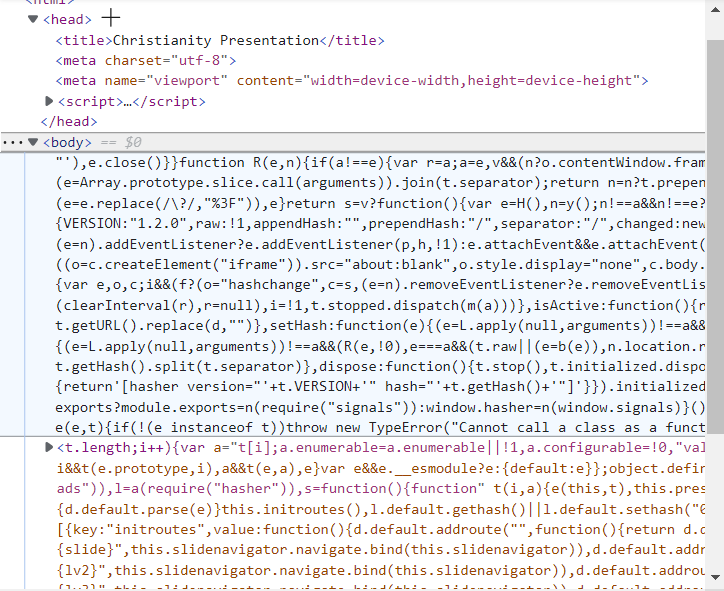 <html>
▼<head>
<title>Christianity Presentation</title>
<meta charset="utf-8">
<meta name="viewport" content="width=device-width,height=device-height">
▶<script>…</script>
</head>
···▼<body> == $0
"'),e.close()}}function R(e,n){if(a!==e){var r=a;a=e,v&&(n?o.contentWindow.fram
(e=Array.prototype.slice.call(arguments)).join(t.separator);return n=n?t.prepen
(e=e.replace(/\?/,"%3F")),e}return s=v?function(){var e=H(),n=y();n!==a&&n!==e?
{VERSION:"1.2.0",raw:!1,appendHash:"",prependHash:"/",separator:"/",changed:new
(e=n).addEventListener?e.addEventListener(p,h,!1):e.attachEvent&&e.attachEvent(
((o=c.createElement("iframe")).src="about:blank",o.style.display="none",c.body.
{var e,o,c;i&&(f?(o="hashchange",c=s,(e=n).removeEventListener?e.removeEventLis
(clearInterval(r),r=null),i=!1,t.stopped.dispatch(m(a)))},isActive:function(){r
t.getURL().replace(d,"")},setHash:function(e){(e=L.apply(null,arguments))!==a&&
{(e=L.apply(null,arguments))!==a&&(R(e,!0),e===a&&(t.raw||(e=b(e)),n.location.r
t.getHash().split(t.separator)},dispose:function(){t.stop(),t.initialized.dispo
{return'[hasher version="'+t.VERSION+'" hash="'+t.getHash()+'"]'}}).initialized
exports?module.exports=n(require("signals")):window.hasher=n(window.signals)}()
e(e,t){if(!(e instanceof t))throw new TypeError("Cannot call a class as a funct
▶<t.length;i++){var a="t[i];a.enumerable=a.enumerable||!1,a.configurable=!0,"val
i&&t(e.prototype,i),a&&t(e,a),e}var e&&e.__esmodule?e:{default:e}};object.defin
ads")),l=a(require("hasher")),s=function(){function" t(i,a){e(this,t),this.pres
{d.default.parse(e)}this.initroutes(),l.default.gethash()||l.default.sethash("0
[{key:"initroutes",value:function(){d.default.addroute("",function(){return d.d
{slide}",this.slidenavigator.navigate.bind(this.slidenavigator)),d.default.addr
{lv2}",this.slidenavigator.navigate.bind(this.slidenavigator)),d.default.addrou